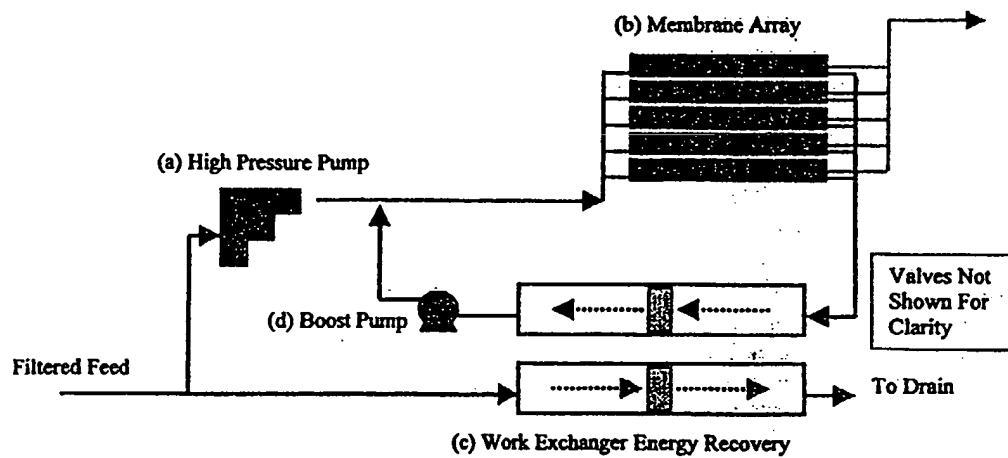 (b) Membrane Array
(a) High Pressure Pump
Valves Not
Shown For
Clarity
(d) Boost Pump
Filtered Feed
To Drain
(c) Work Exchanger Energy Recovery